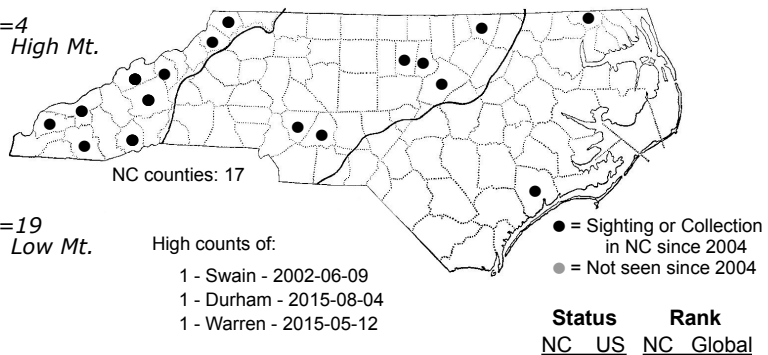 =4
High Mt.
NC counties: 17
=19
Low Mt.
High counts of:
1 - Swain - 2002-06-09
1 - Durham - 2015-08-04
1 - Warren - 2015-05-12
● = Sighting or Collection
in NC since 2004
● = Not seen since 2004
Status Rank
NC US NC Global